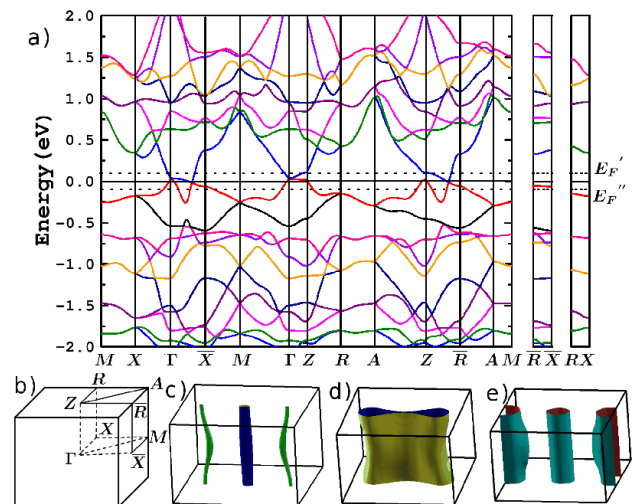 a)
Energy(eV)
2.0
1.5
1.0
0.5
0.0
−0.5
−1.0
−1.5
−2.0
E_F'
E_F''
M X Γ X̅ M Γ Z R A Z R̅ A M R̅ X̅ R X
b) c) d) e)
R A
Z R
X M
Γ X̅